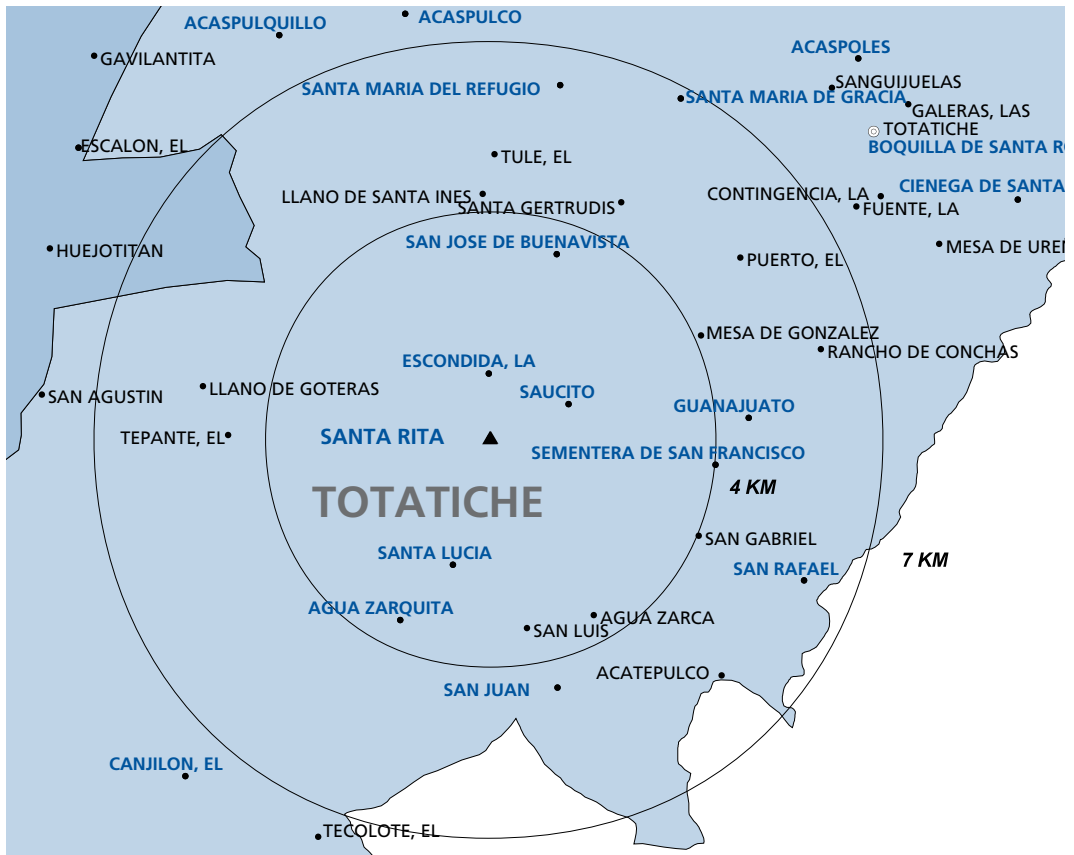 ACASPULCO
ACASPULQUILLO
GAVILANTITA
ACASPOLES
SANGUIJUELAS
SANTA MARIA DEL REFUGIO
SANTA MARIA DE GRACIA
GALERAS, LAS
TOTATICHE
ESCALON, EL
BOQUILLA DE SANTA RO
TULE, EL
LLANO DE SANTA INES
CONTINGENCIA, LA
CIENEGA DE SANTA
SANTA GERTRUDIS
FUENTE, LA
SAN JOSE DE BUENAVISTA
HUEJOTITAN
MESA DE UREN
PUERTO, EL
MESA DE GONZALEZ
RANCHO DE CONCHAS
ESCONDIDA, LA
LLANO DE GOTERAS
SAN AGUSTIN
SAUCITO
GUANAJUATO
TEPANTE, EL
SANTA RITA
SEMENTERA DE SAN FRANCISCO
4 KM
TOTATICHE
SAN GABRIEL
SANTA LUCIA
7 KM
SAN RAFAEL
AGUA ZARQUITA
AGUA ZARCA
SAN LUIS
ACATEPULCO
SAN JUAN
CANJILON, EL
TECOLOTE, EL